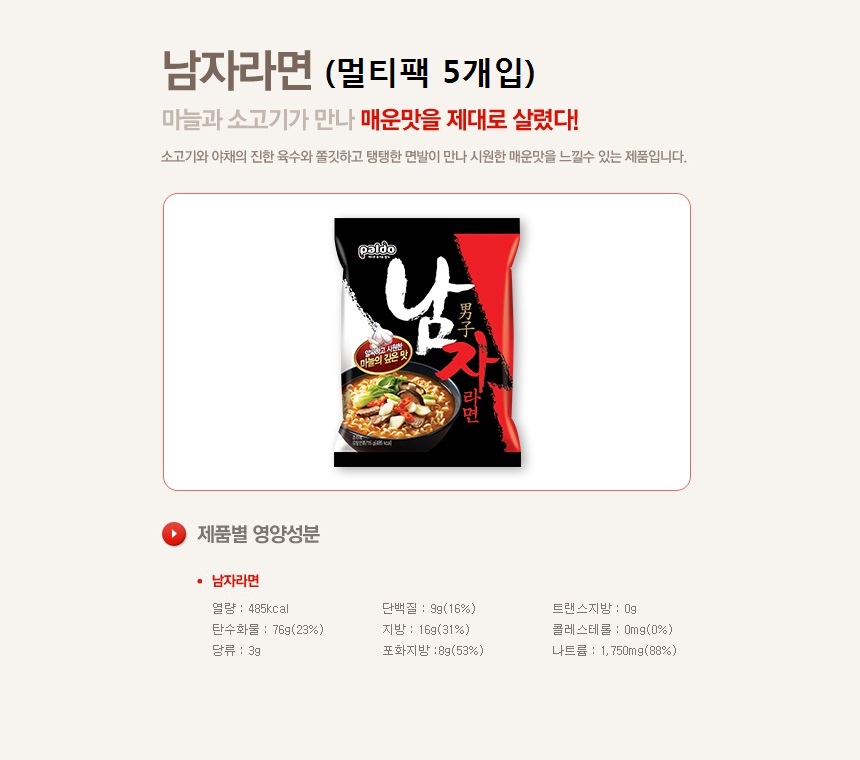 남자라면 (멀티팩 5개입)
마늘과 소고기가 만나 매운맛을 제대로 살렸다!
소고기와 야채의 진한 육수와 쫄깃하고 탱탱한 면발이 만나 시원한 매운맛을 느낄수 있는 제품입니다.
paldo
남
男子
자
라면
알싸하고 시원한
마늘의 깊은 맛
제품별 영양성분
• 남자라면
열량 : 485kcal 단백질 : 9g(16%) 트랜스지방 : 0g
탄수화물 : 76g(23%) 지방 : 16g(31%) 콜레스테롤 : 0mg(0%)
당류 : 3g 포화지방 :8g(53%) 나트륨 : 1,750mg(88%)